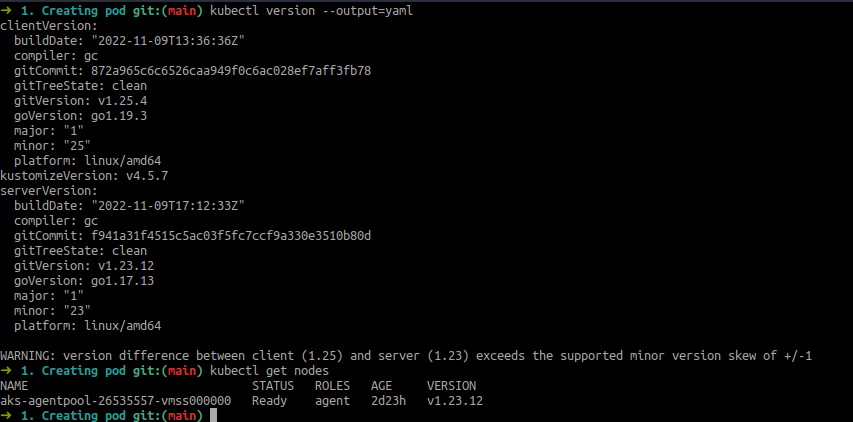 ➜ 1. Creating pod git:(main) kubectl version --output=yaml
clientVersion:
  buildDate: "2022-11-09T13:36:36Z"
  compiler: gc
  gitCommit: 872a965c6c6526caa949f0c6ac028ef7aff3fb78
  gitTreeState: clean
  gitVersion: v1.25.4
  goVersion: go1.19.3
  major: "1"
  minor: "25"
  platform: linux/amd64
kustomizeVersion: v4.5.7
serverVersion:
  buildDate: "2022-11-09T17:12:33Z"
  compiler: gc
  gitCommit: f941a31f4515c5ac03f5fc7ccf9a330e3510b80d
  gitTreeState: clean
  gitVersion: v1.23.12
  goVersion: go1.17.13
  major: "1"
  minor: "23"
  platform: linux/amd64

WARNING: version difference between client (1.25) and server (1.23) exceeds the supported minor version skew of +/-1
➜ 1. Creating pod git:(main) kubectl get nodes
NAME                                STATUS   ROLES   AGE     VERSION
aks-agentpool-26535557-vmss000000   Ready    agent   2d23h   v1.23.12
➜ 1. Creating pod git:(main)